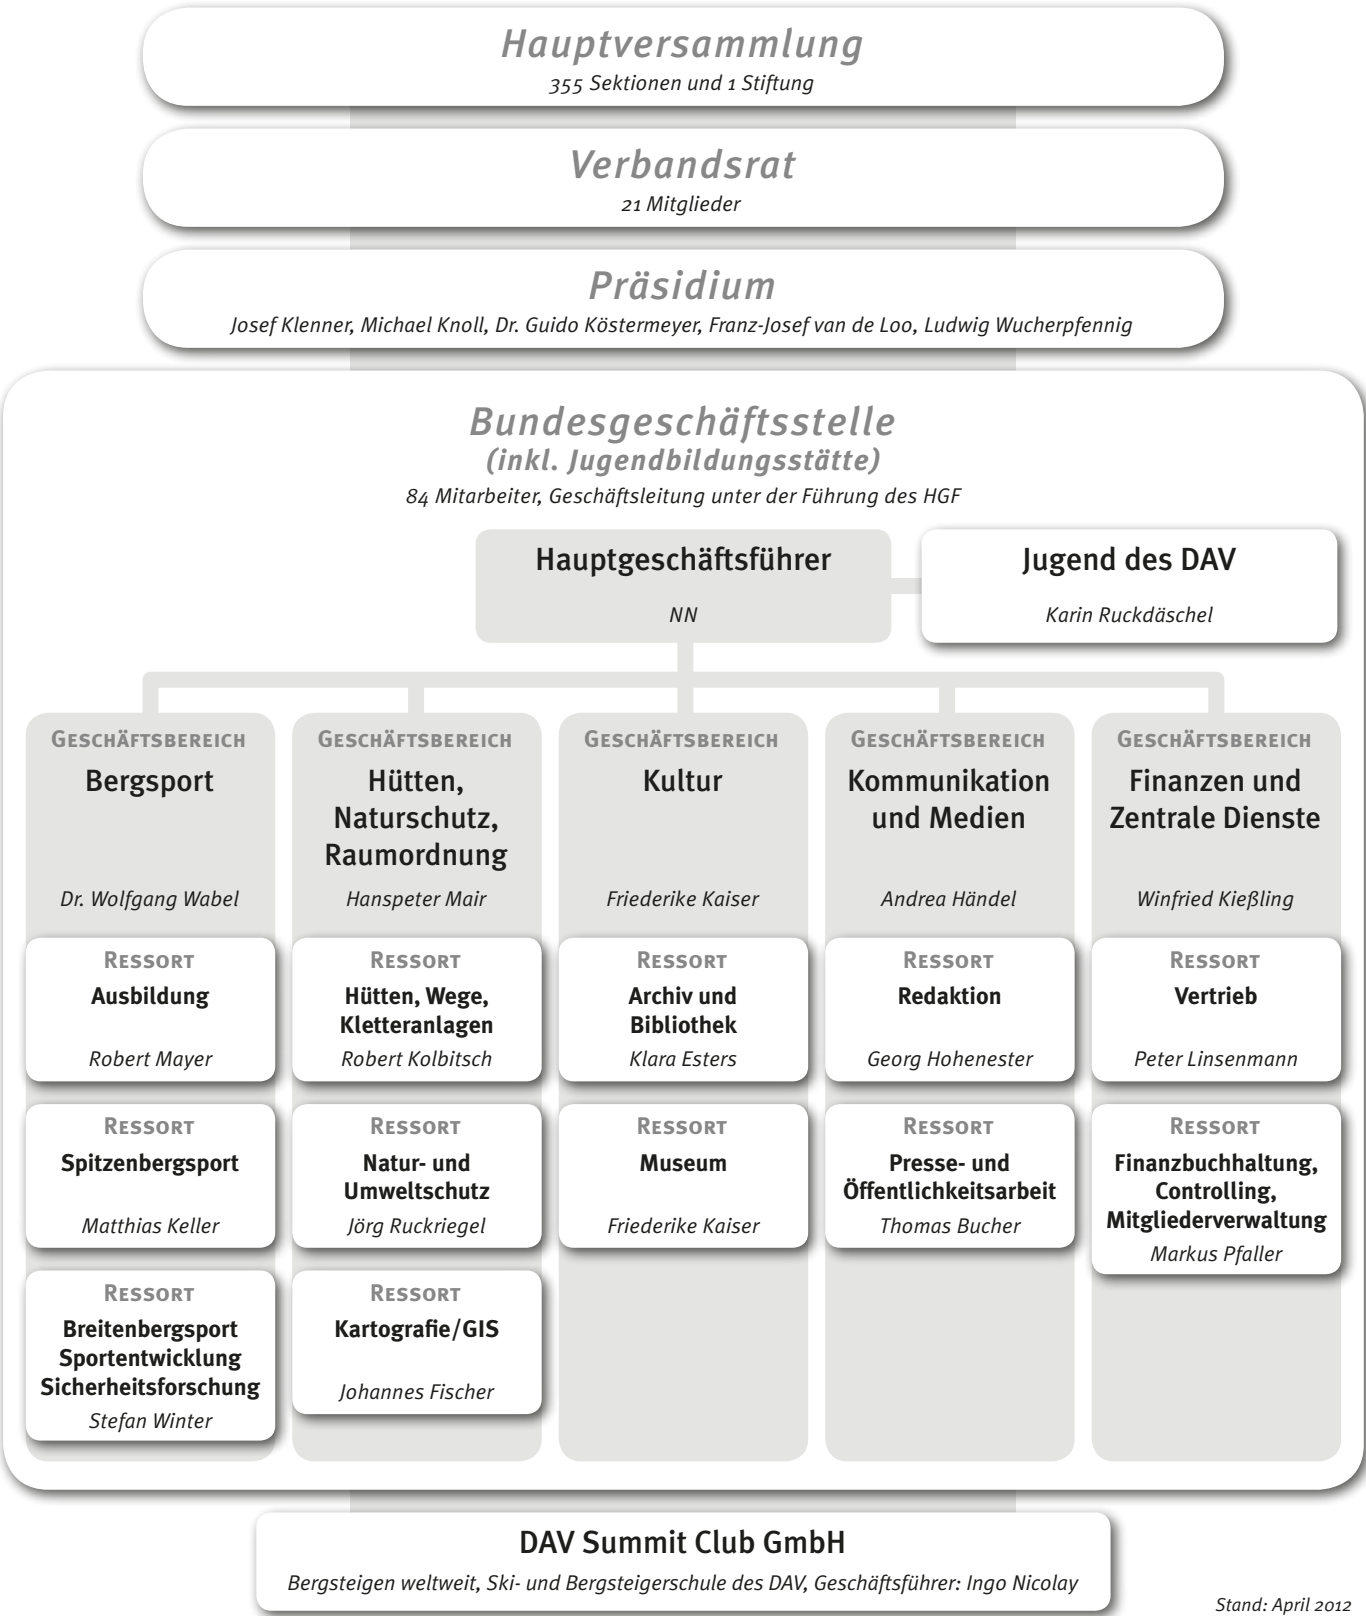 Hauptversammlung
355 Sektionen und 1 Stiftung
Verbandsrat
21 Mitglieder
Präsidium
Josef Klenner, Michael Knoll, Dr. Guido Köstermeyer, Franz-Josef van de Loo, Ludwig Wucherpfennig
Bundesgeschäftsstelle
(inkl. Jugendbildungsstätte)
84 Mitarbeiter, Geschäftsleitung unter der Führung des HGF
Hauptgeschäftsführer
NN
Jugend des DAV
Karin Ruckdäschel
Geschäftsbereich
Bergsport
Dr. Wolfgang Wabel
Ressort
Ausbildung
Robert Mayer
Ressort
Spitzenbergsport
Matthias Keller
Ressort
Breitenbergsport
Sportentwicklung
Sicherheitsforschung
Stefan Winter
Geschäftsbereich
Hütten,
Naturschutz,
Raumordnung
Hanspeter Mair
Ressort
Hütten, Wege,
Kletteranlagen
Robert Kolbitsch
Ressort
Natur- und
Umweltschutz
Jörg Ruckriegel
Ressort
Kartografie/GIS
Johannes Fischer
Geschäftsbereich
Kultur
Friederike Kaiser
Ressort
Archiv und
Bibliothek
Klara Esters
Ressort
Museum
Friederike Kaiser
Geschäftsbereich
Kommunikation
und Medien
Andrea Händel
Ressort
Redaktion
Georg Hohenester
Ressort
Presse- und
Öffentlichkeitsarbeit
Thomas Bucher
Geschäftsbereich
Finanzen und
Zentrale Dienste
Winfried Kießling
Ressort
Vertrieb
Peter Linsenmann
Ressort
Finanzbuchhaltung,
Controlling,
Mitgliederverwaltung
Markus Pfaller
DAV Summit Club GmbH
Bergsteigen weltweit, Ski- und Bergsteigerschule des DAV, Geschäftsführer: Ingo Nicolay
Stand: April 2012